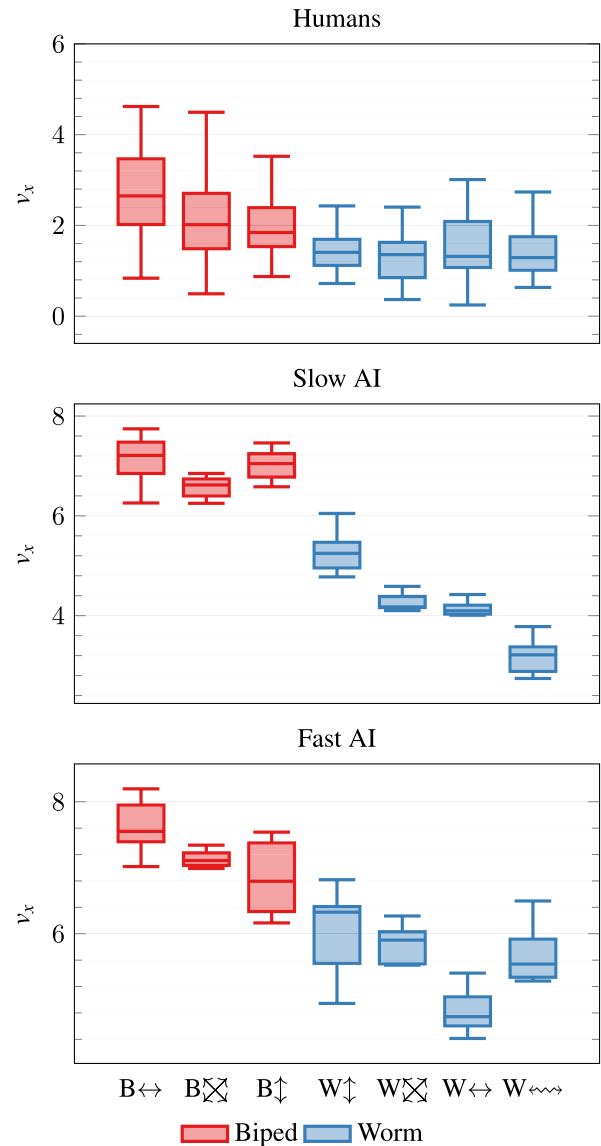 Humans
6
4
2
0
v_x
Slow AI
8
6
4
v_x
Fast AI
8
6
v_x
B↔ B⤢⤡ B↕ W↕ W⤢⤡ W↔ W⬳⟿
Biped Worm